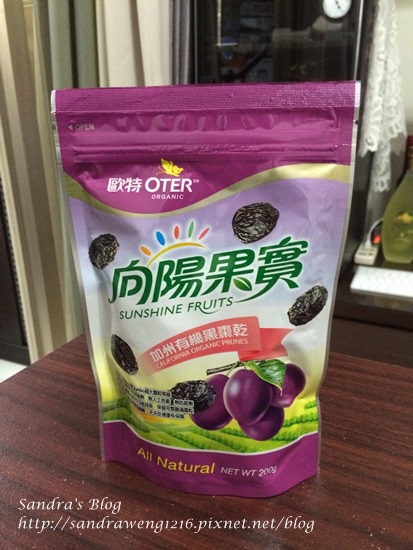 OPEN
歐特 OTER™
ORGANIC
向陽果實
SUNSHINE FRUITS
加州有機黑棗乾
CALIFORNIA ORGANIC PRUNES
All Natural NET WT 200g
Sandra's Blog
http://sandraweng1216.pixnet.net/blog